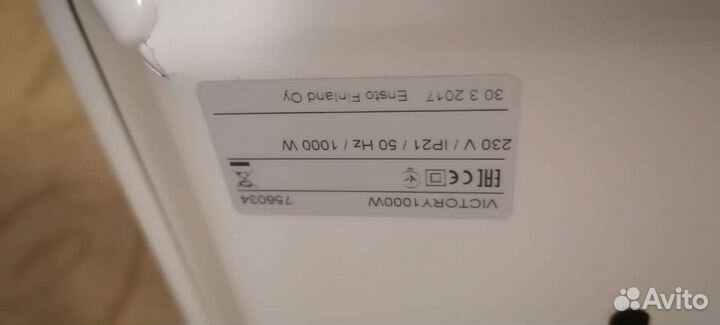 VICTORY1000W 756034
EAC CE
230 V / IP21 / 50 Hz / 1000 W
30 3 2017 Ensto Finland Oy
Avito